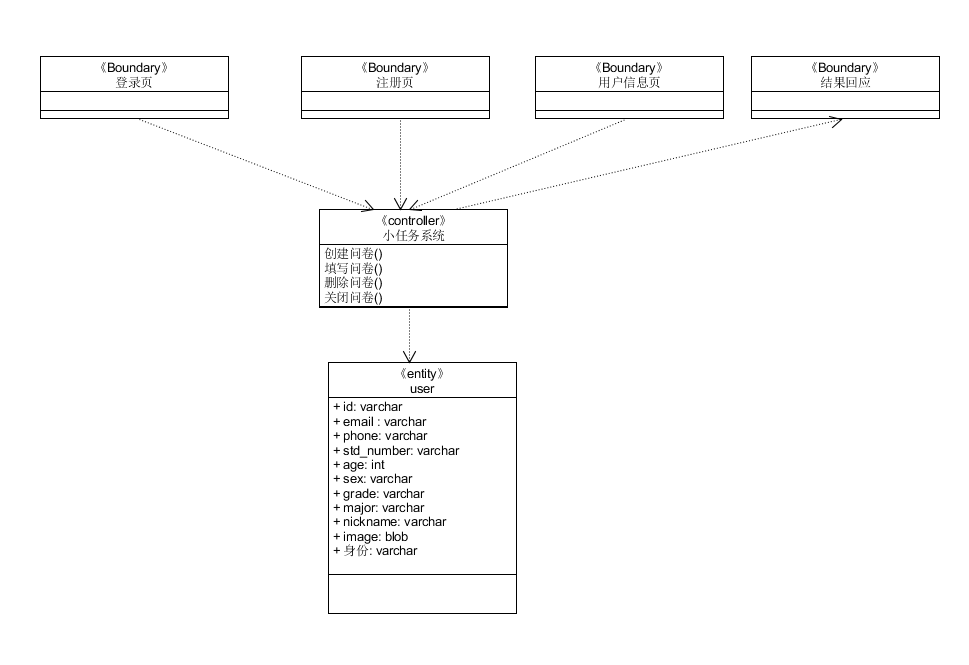 《Boundary》
登录页
《Boundary》
注册页
《Boundary》
用户信息页
《Boundary》
结果回应
《controller》
小任务系统
创建问卷()
填写问卷()
删除问卷()
关闭问卷()
《entity》
user
+ id: varchar
+ email : varchar
+ phone: varchar
+ std_number: varchar
+ age: int
+ sex: varchar
+ grade: varchar
+ major: varchar
+ nickname: varchar
+ image: blob
+ 身份: varchar